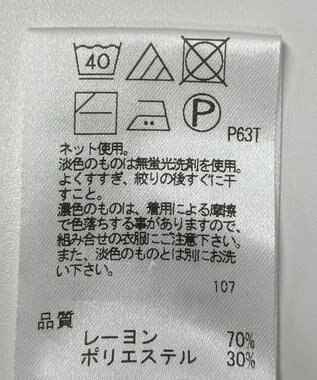 40
P
P63T
ネット使用。
淡色のものは無蛍光洗剤を使用。
よくすすぎ、絞りの後すぐに干
すこと。
濃色のものは、着用による摩擦
で色落ちする事がありますので、
組み合せの衣服にご注意下さい。
また、淡色のものとは別にお洗
い下さい。
107
品質
レーヨン 70%
ポリエステル 30%